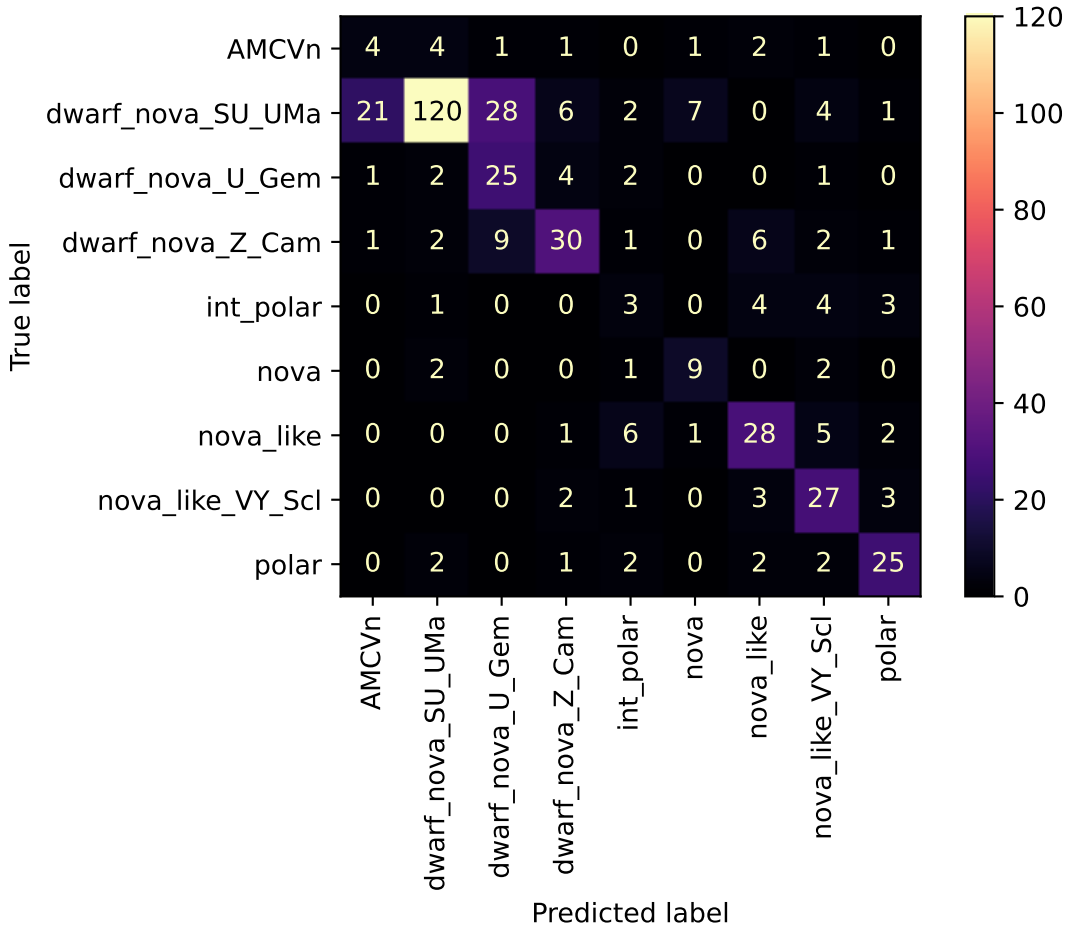 AMCVn 4 4 1 1 0 1 2 1 0
dwarf_nova_SU_UMa 21 120 28 6 2 7 0 4 1
dwarf_nova_U_Gem 1 2 25 4 2 0 0 1 0
dwarf_nova_Z_Cam 1 2 9 30 1 0 6 2 1
int_polar 0 1 0 0 3 0 4 4 3
nova 0 2 0 0 1 9 0 2 0
nova_like 0 0 0 1 6 1 28 5 2
nova_like_VY_Scl 0 0 0 2 1 0 3 27 3
polar 0 2 0 1 2 0 2 2 25
True label
AMCVn
dwarf_nova_SU_UMa
dwarf_nova_U_Gem
dwarf_nova_Z_Cam
int_polar
nova
nova_like
nova_like_VY_Scl
polar
Predicted label
120
100
80
60
40
20
0